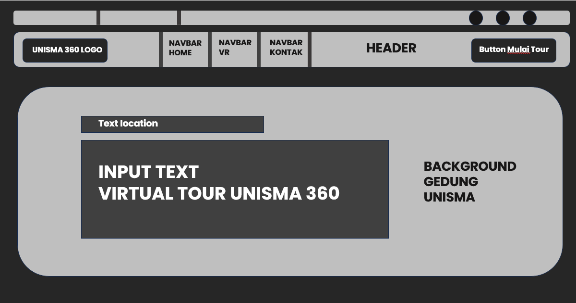 UNISMA 360 LOGO
NAVBAR
HOME
NAVBAR
VR
NAVBAR
KONTAK
HEADER
Button Mulai Tour
Text location
INPUT TEXT
VIRTUAL TOUR UNISMA 360
BACKGROUND
GEDUNG
UNISMA